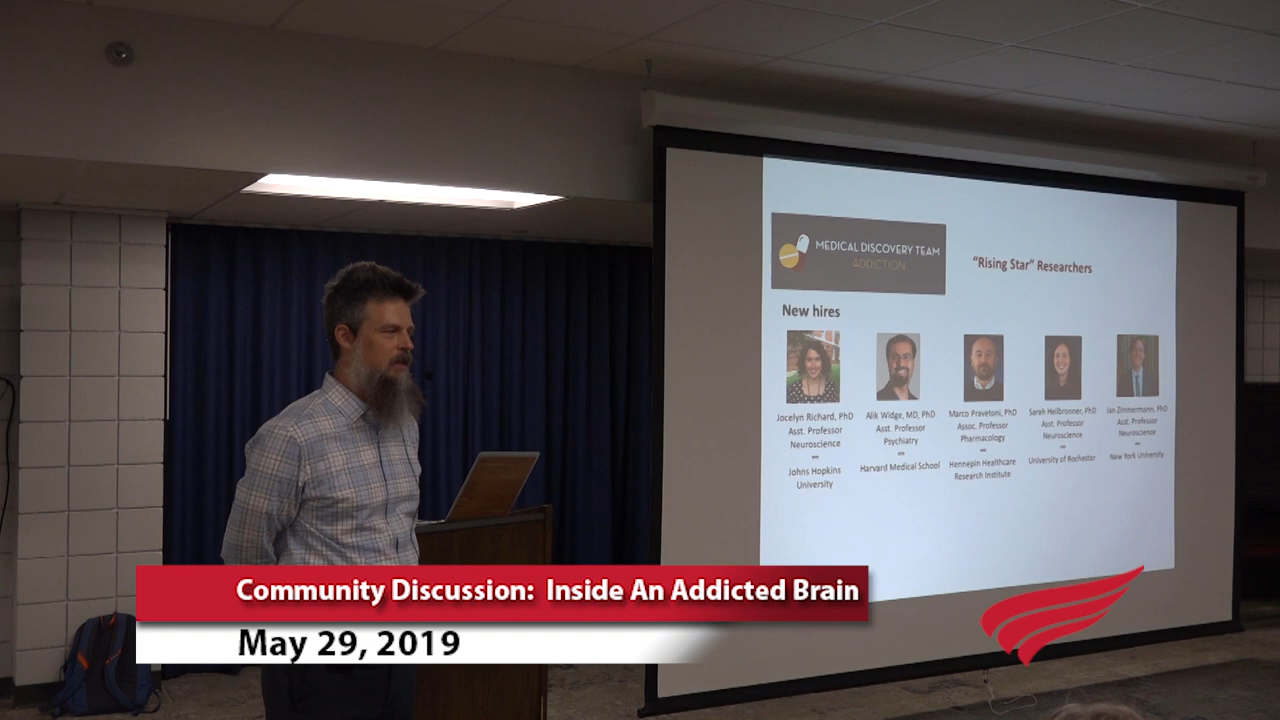 MEDICAL DISCOVERY TEAM
ADDICTION
"Rising Star" Researchers
New hires
Jocelyn Richard, PhD
Asst. Professor
Neuroscience
Johns Hopkins
University
Alik Widge, MD, PhD
Asst. Professor
Psychiatry
Harvard Medical School
Marco Pravetoni, PhD
Assoc. Professor
Pharmacology
Hennepin Healthcare
Research Institute
Sarah Heilbronner, PhD
Asst. Professor
Neuroscience
University of Rochester
Jan Zimmermann, PhD
Asst. Professor
Neuroscience
New York University
Community Discussion: Inside An Addicted Brain
May 29, 2019